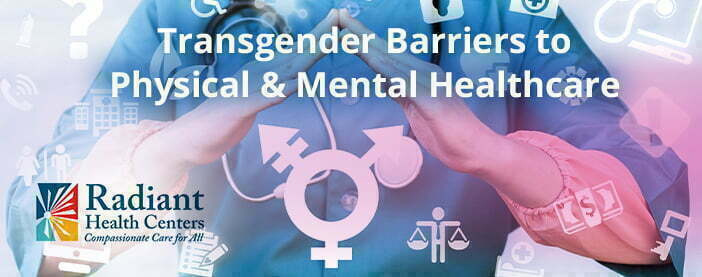 Transgender Barriers to
Physical & Mental Healthcare
Radiant
Health Centers
Compassionate Care for All